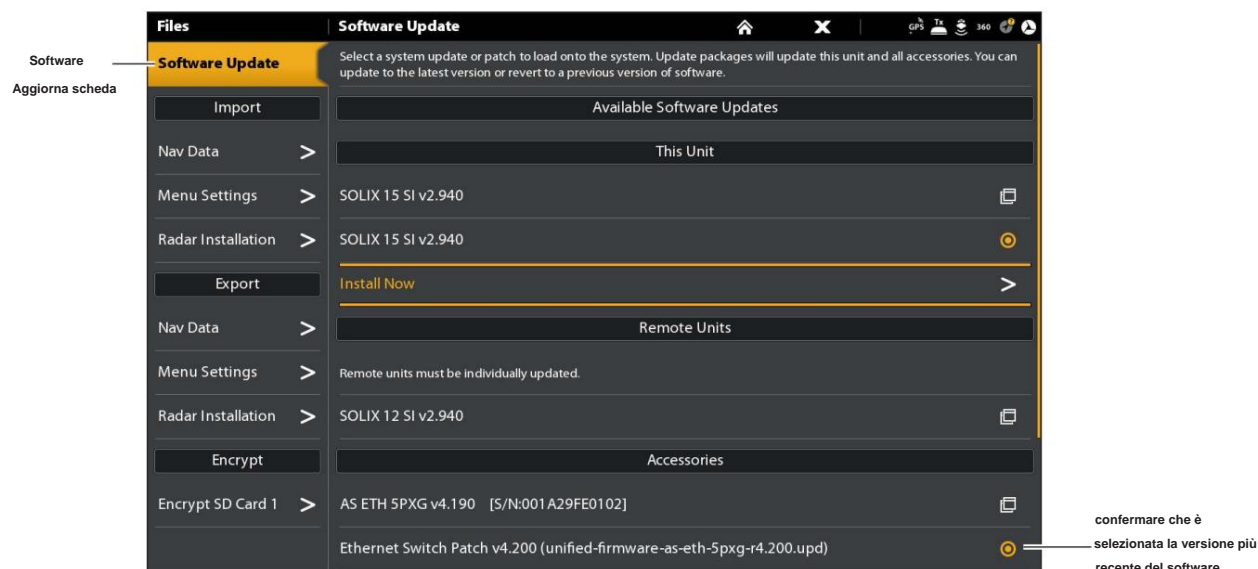 Files
Software Update
GPS Tx 360
Software
Aggiorna scheda
Software Update
Select a system update or patch to load onto the system. Update packages will update this unit and all accessories. You can
update to the latest version or revert to a previous version of software.
Import
Available Software Updates
Nav Data
This Unit
Menu Settings
SOLIX 15 SI v2.940
Radar Installation
SOLIX 15 SI v2.940
Export
Install Now
Nav Data
Remote Units
Menu Settings
Remote units must be individually updated.
Radar Installation
SOLIX 12 SI v2.940
Encrypt
Accessories
Encrypt SD Card 1
AS ETH 5PXG v4.190 [S/N:001A29FE0102]
Ethernet Switch Patch v4.200 (unified-firmware-as-eth-5pxg-r4.200.upd)
confermare che è
selezionata la versione più
recente del software